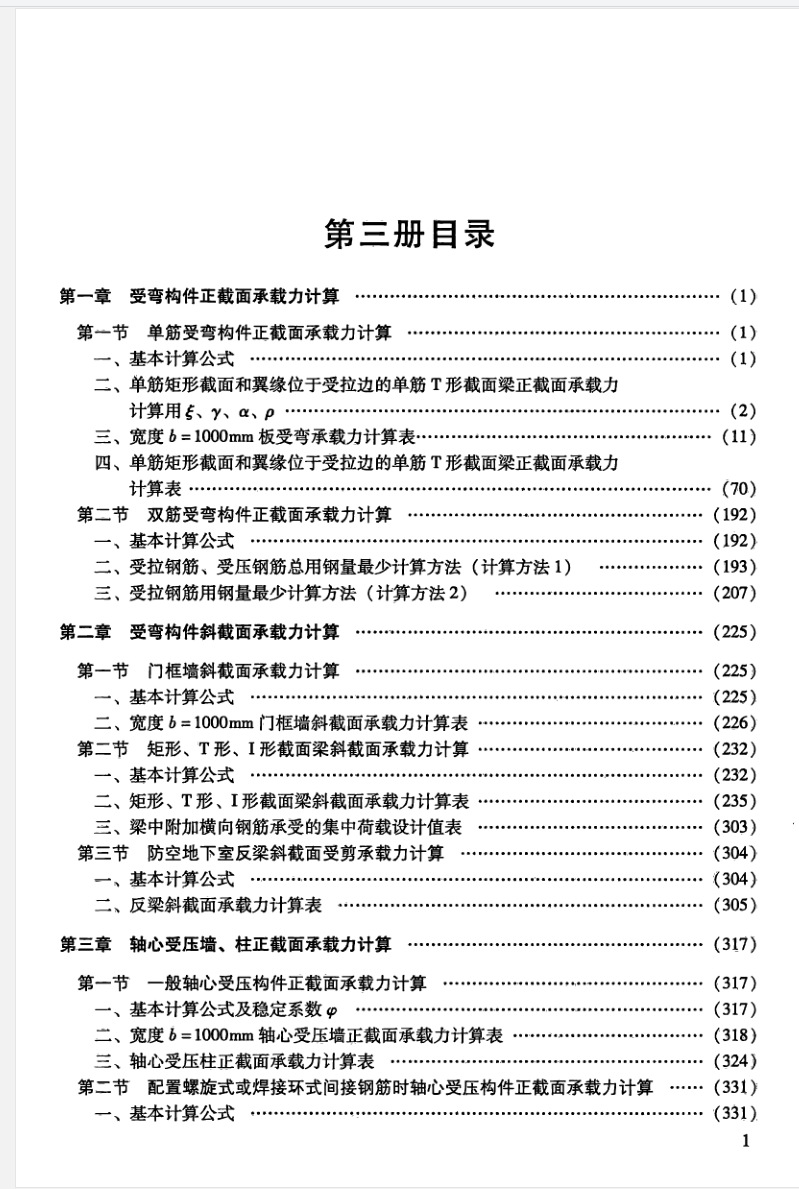 第三册目录
第一章 受弯构件正截面承载力计算 ………………………………………… (1)
第一节 单筋受弯构件正截面承载力计算 ………………………………………… (1)
一、基本计算公式 ………………………………………… (1)
二、单筋矩形截面和翼缘位于受拉边的单筋 T 形截面梁正截面承载力
计算用 ξ、γ、α、ρ ………………………………………… (2)
三、宽度 b = 1000mm 板受弯承载力计算表………………………………………… (11)
四、单筋矩形截面和翼缘位于受拉边的单筋 T 形截面梁正截面承载力
计算表 ………………………………………… (70)
第二节 双筋受弯构件正截面承载力计算 ………………………………………… (192)
一、基本计算公式 ………………………………………… (192)
二、受拉钢筋、受压钢筋总用钢量最少计算方法（计算方法 1） ……………… (193)
三、受拉钢筋用钢量最少计算方法（计算方法 2） ………………………… (207)
第二章 受弯构件斜截面承载力计算 ………………………………………… (225)
第一节 门框墙斜截面承载力计算 ………………………………………… (225)
一、基本计算公式 ………………………………………… (225)
二、宽度 b = 1000mm 门框墙斜截面承载力计算表 ………………………… (226)
第二节 矩形、T 形、I 形截面梁斜截面承载力计算 ………………………… (232)
一、基本计算公式 ………………………………………… (232)
二、矩形、T 形、I 形截面梁斜截面承载力计算表 ………………………… (235)
三、梁中附加横向钢筋承受的集中荷载设计值表 ………………………… (303)
第三节 防空地下室反梁斜截面受剪承载力计算 ………………………… (304)
一、基本计算公式 ………………………………………… (304)
二、反梁斜截面承载力计算表 ………………………………………… (305)
第三章 轴心受压墙、柱正截面承载力计算 ………………………………… (317)
第一节 一般轴心受压构件正截面承载力计算 ………………………… (317)
一、基本计算公式及稳定系数 φ ………………………………………… (317)
二、宽度 b = 1000mm 轴心受压墙正截面承载力计算表 ……………………… (318)
三、轴心受压柱正截面承载力计算表 ………………………………… (324)
第二节 配置螺旋式或焊接环式间接钢筋时轴心受压构件正截面承载力计算 …… (331)
一、基本计算公式 ………………………………………… (331)
1